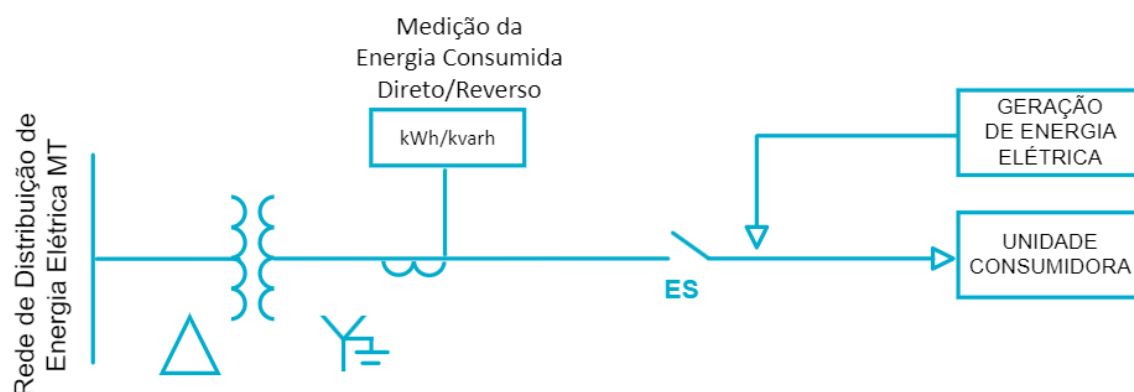 Medição da
Energia Consumida
Direto/Reverso
kWh/kvarh
Rede de Distribuição de
Energia Elétrica MT
ES
GERAÇÃO
DE ENERGIA
ELÉTRICA
UNIDADE
CONSUMIDORA